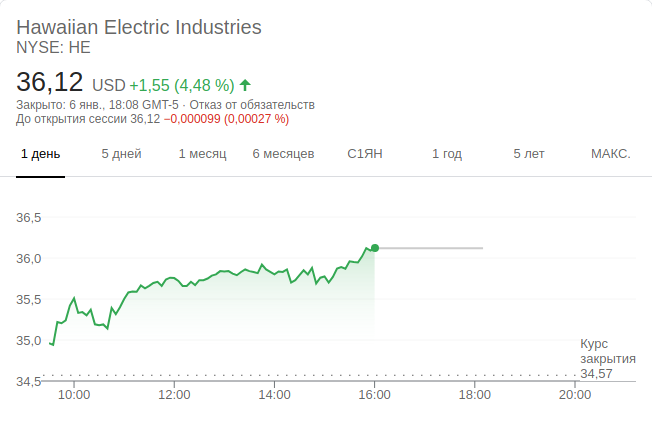 Hawaiian Electric Industries
NYSE: HE
36,12 USD +1,55 (4,48 %)
Закрыто: 6 янв., 18:08 GMT-5 · Отказ от обязательств
До открытия сессии 36,12 −0,000099 (0,00027 %)
1 день 5 дней 1 месяц 6 месяцев С1ЯН 1 год 5 лет МАКС.
36,5
36,0
35,5
35,0
Курс
закрытия
34,57
34,5
10:00 12:00 14:00 16:00 18:00 20:00